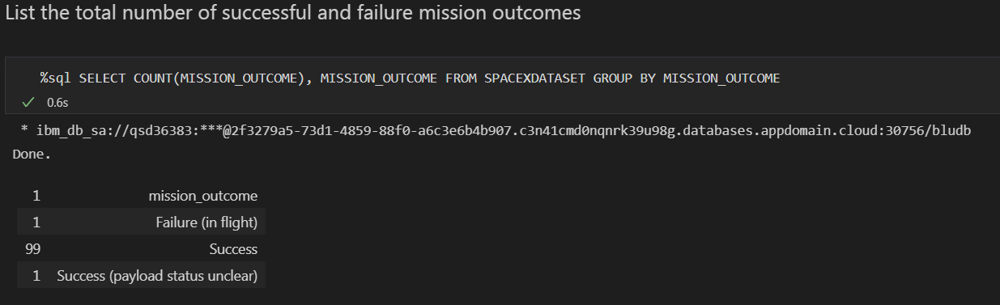 List the total number of successful and failure mission outcomes
%sql SELECT COUNT(MISSION_OUTCOME), MISSION_OUTCOME FROM SPACEXDATASET GROUP BY MISSION_OUTCOME
✓ 0.6s
* ibm_db_sa://qsd36383:***@2f3279a5-73d1-4859-88f0-a6c3e6b4b907.c3n41cmd0nqnrk39u98g.databases.appdomain.cloud:30756/bludb
Done.
1 mission_outcome
1 Failure (in flight)
99 Success
1 Success (payload status unclear)